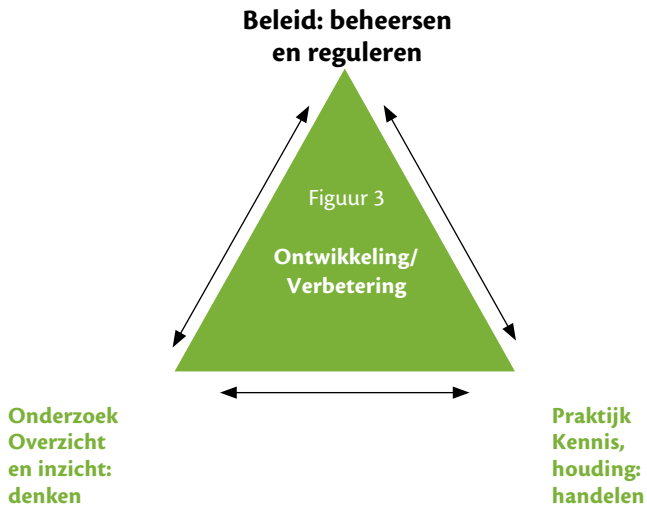 Beleid: beheersen
en reguleren
Figuur 3
Ontwikkeling/
Verbetering
Onderzoek
Overzicht
en inzicht:
denken
Praktijk
Kennis,
houding:
handelen